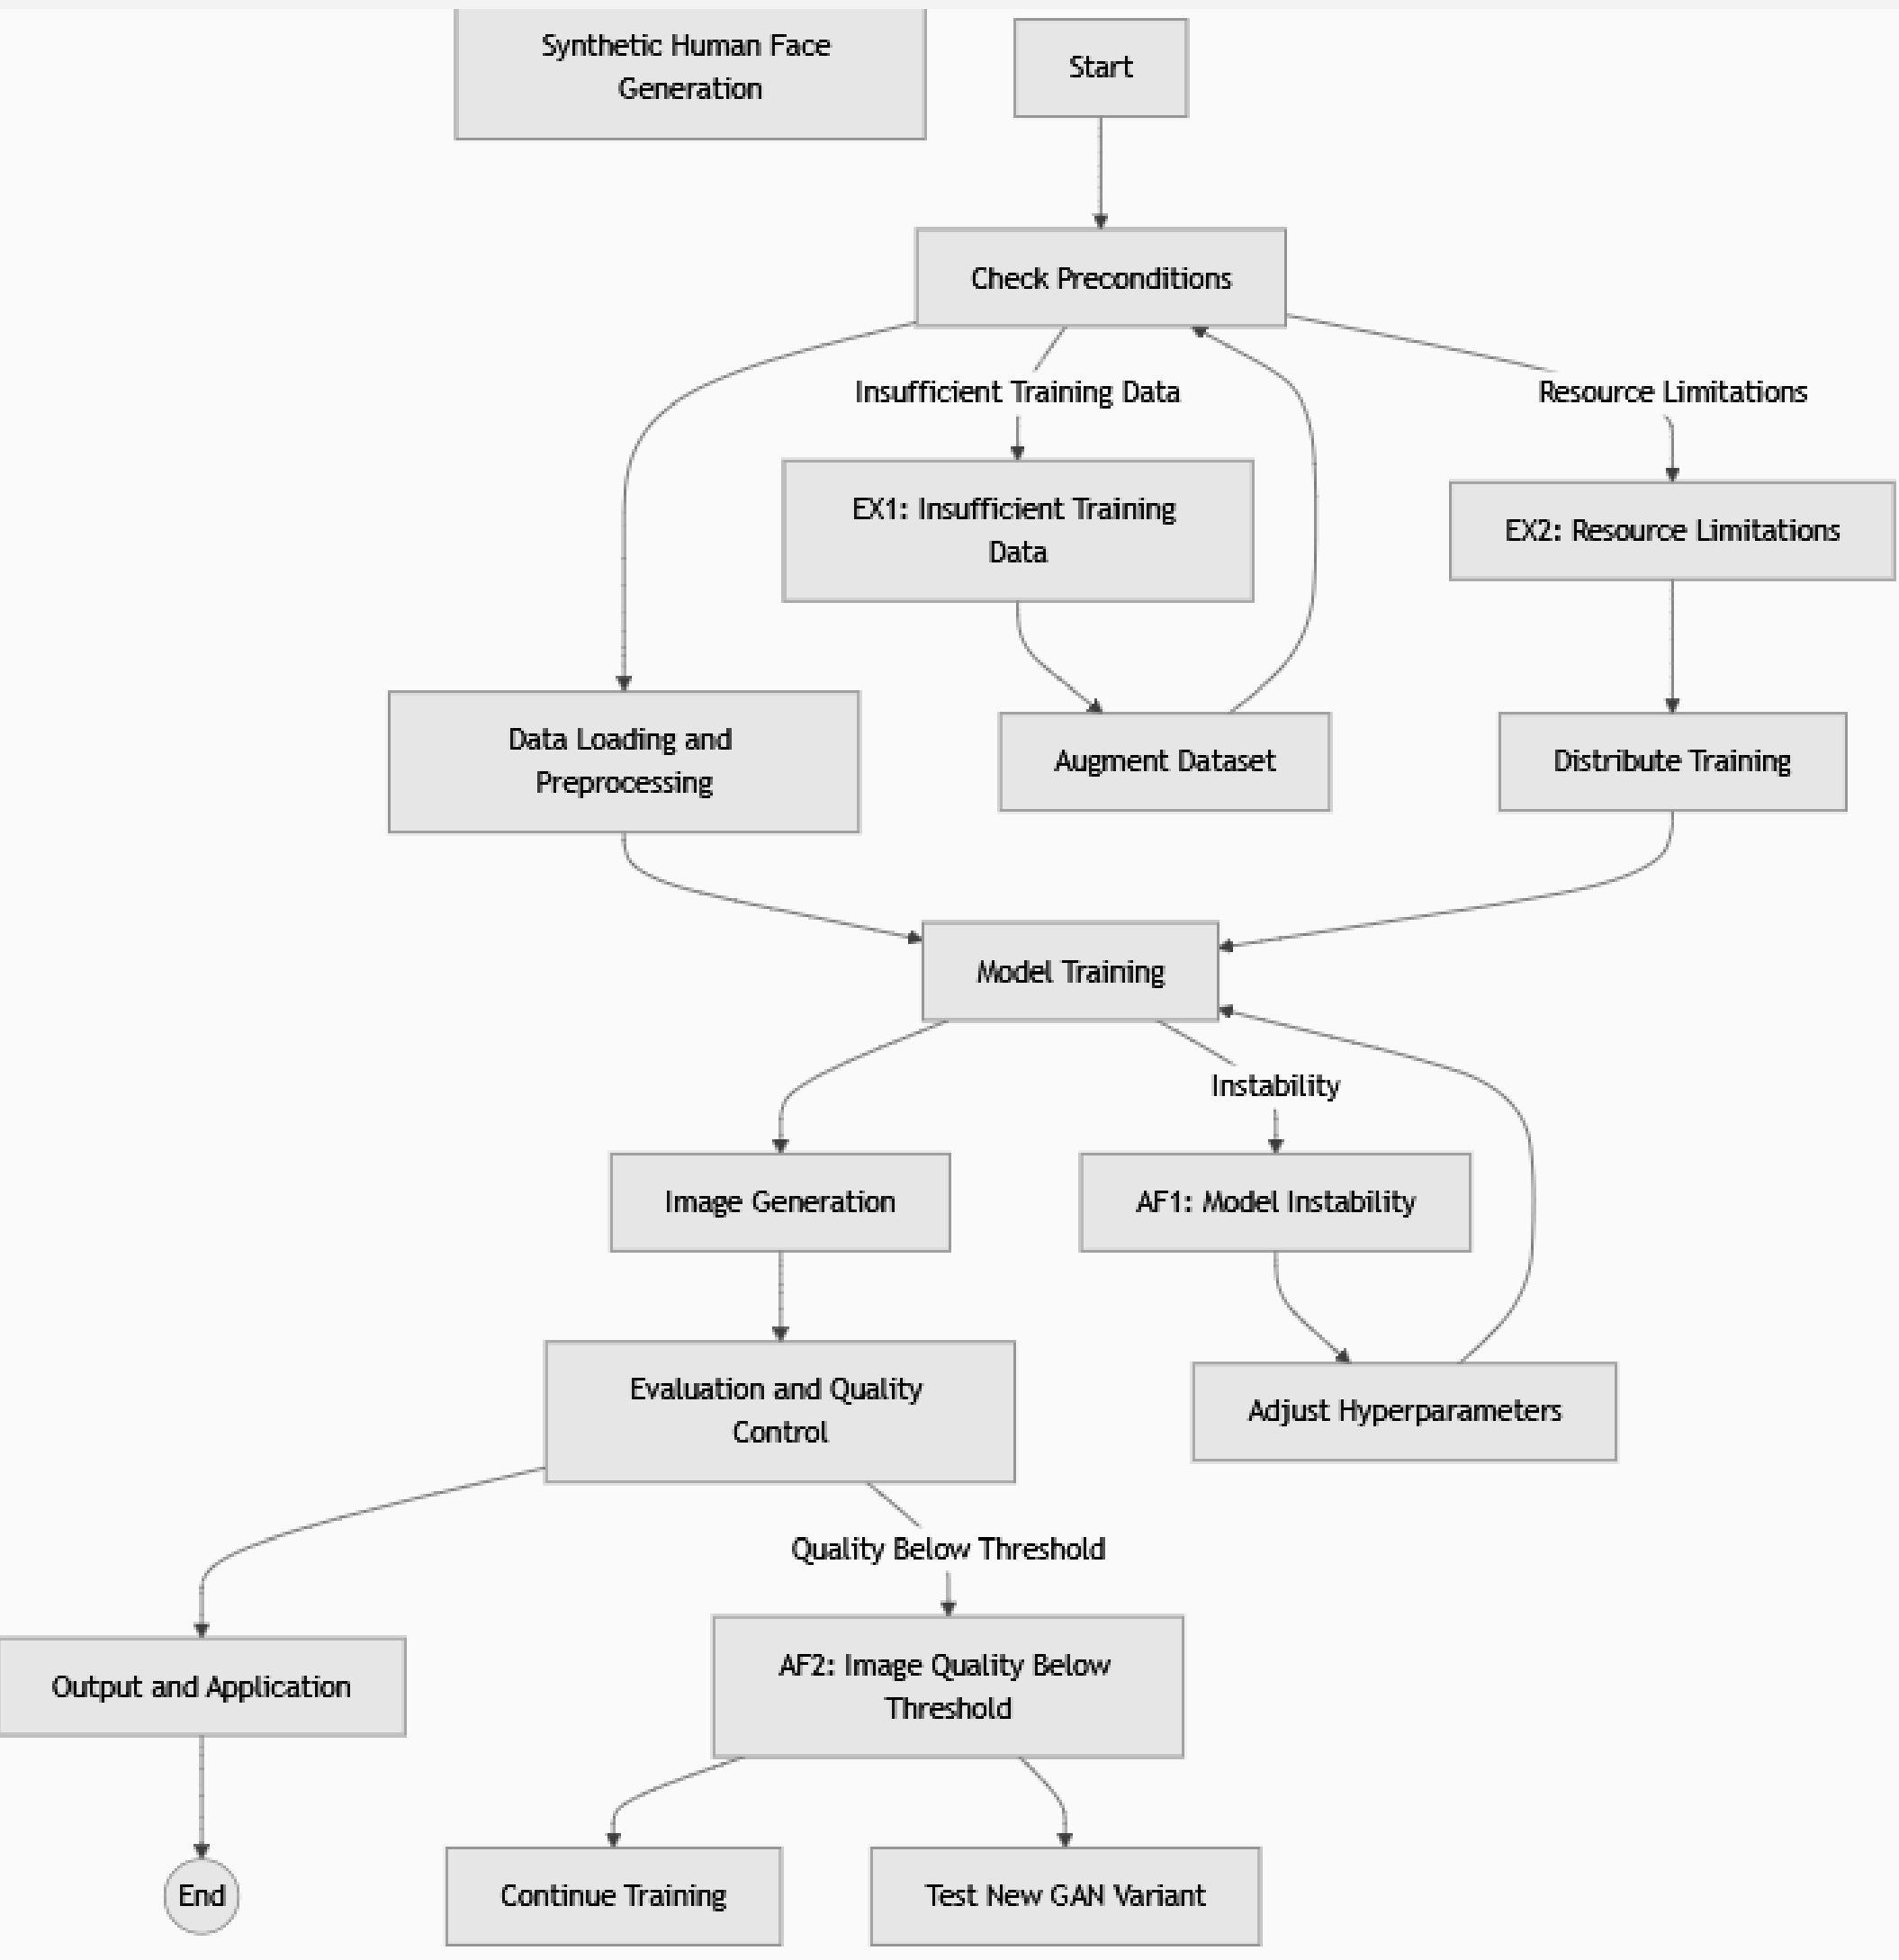 Synthetic Human Face
Generation
Start
Check Preconditions
Insufficient Training Data
Resource Limitations
EX1: Insufficient Training
Data
EX2: Resource Limitations
Data Loading and
Preprocessing
Augment Dataset
Distribute Training
Model Training
Instability
Image Generation
AF1: Model Instability
Evaluation and Quality
Control
Adjust Hyperparameters
Quality Below Threshold
Output and Application
AF2: Image Quality Below
Threshold
End
Continue Training
Test New GAN Variant